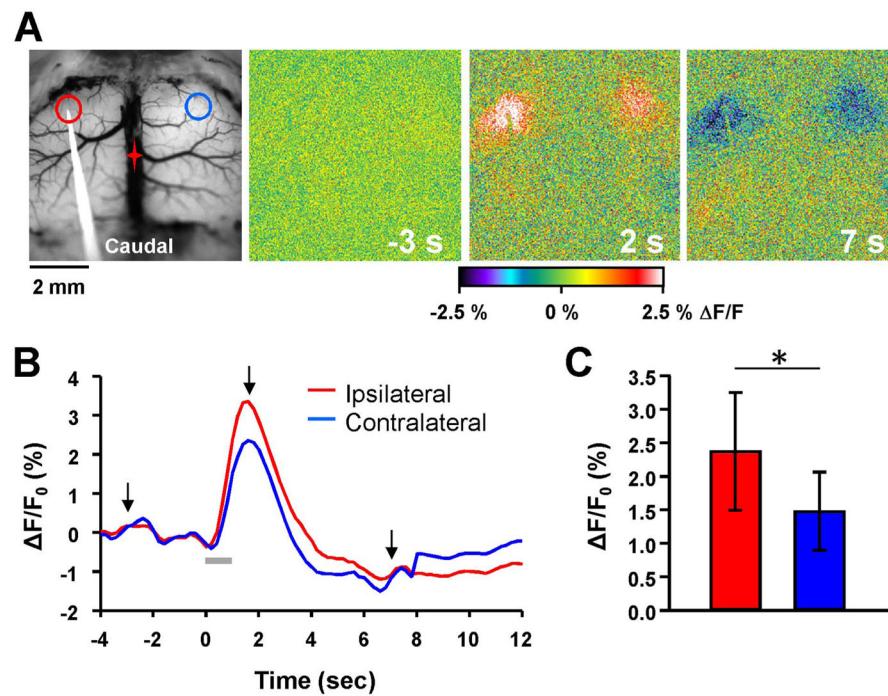 A
Caudal
-3 s
2 s
7 s
2 mm
-2.5 %
0 %
2.5 % ΔF/F
B
ΔF/F0 (%)
4
3
2
1
0
-1
-2
Ipsilateral
Contralateral
-4
-2
0
2
4
6
8
10
12
Time (sec)
C
ΔF/F0 (%)
3.5
3.0
2.5
2.0
1.5
1.0
0.5
0.0
*